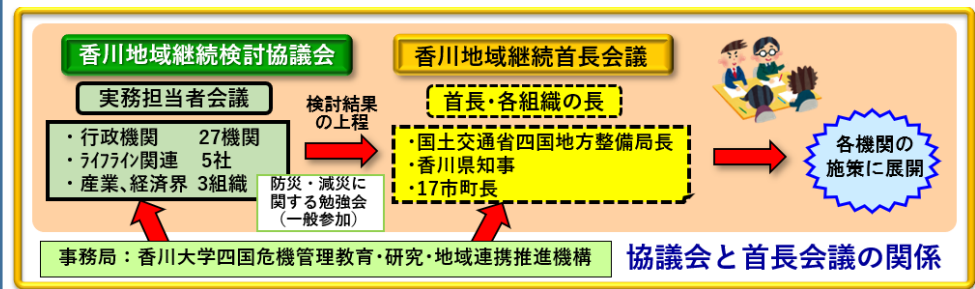 香川地域継続検討協議会
実務担当者会議
・行政機関　　27機関
・ﾗｲﾌﾗｲﾝ関連　5社
・産業、経済界 3組織
防災・減災に
関する勉強会
（一般参加）
検討結果
の上程
香川地域継続首長会議
首長・各組織の長
・国土交通省四国地方整備局長
・香川県知事
・17市町長
各機関の
施策に展開
事務局：香川大学四国危機管理教育・研究・地域連携推進機構
協議会と首長会議の関係